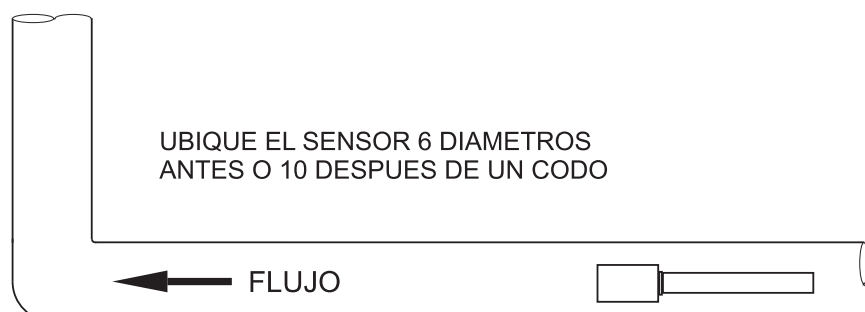 UBIQUE EL SENSOR 6 DIAMETROS
ANTES O 10 DESPUES DE UN CODO
FLUJO